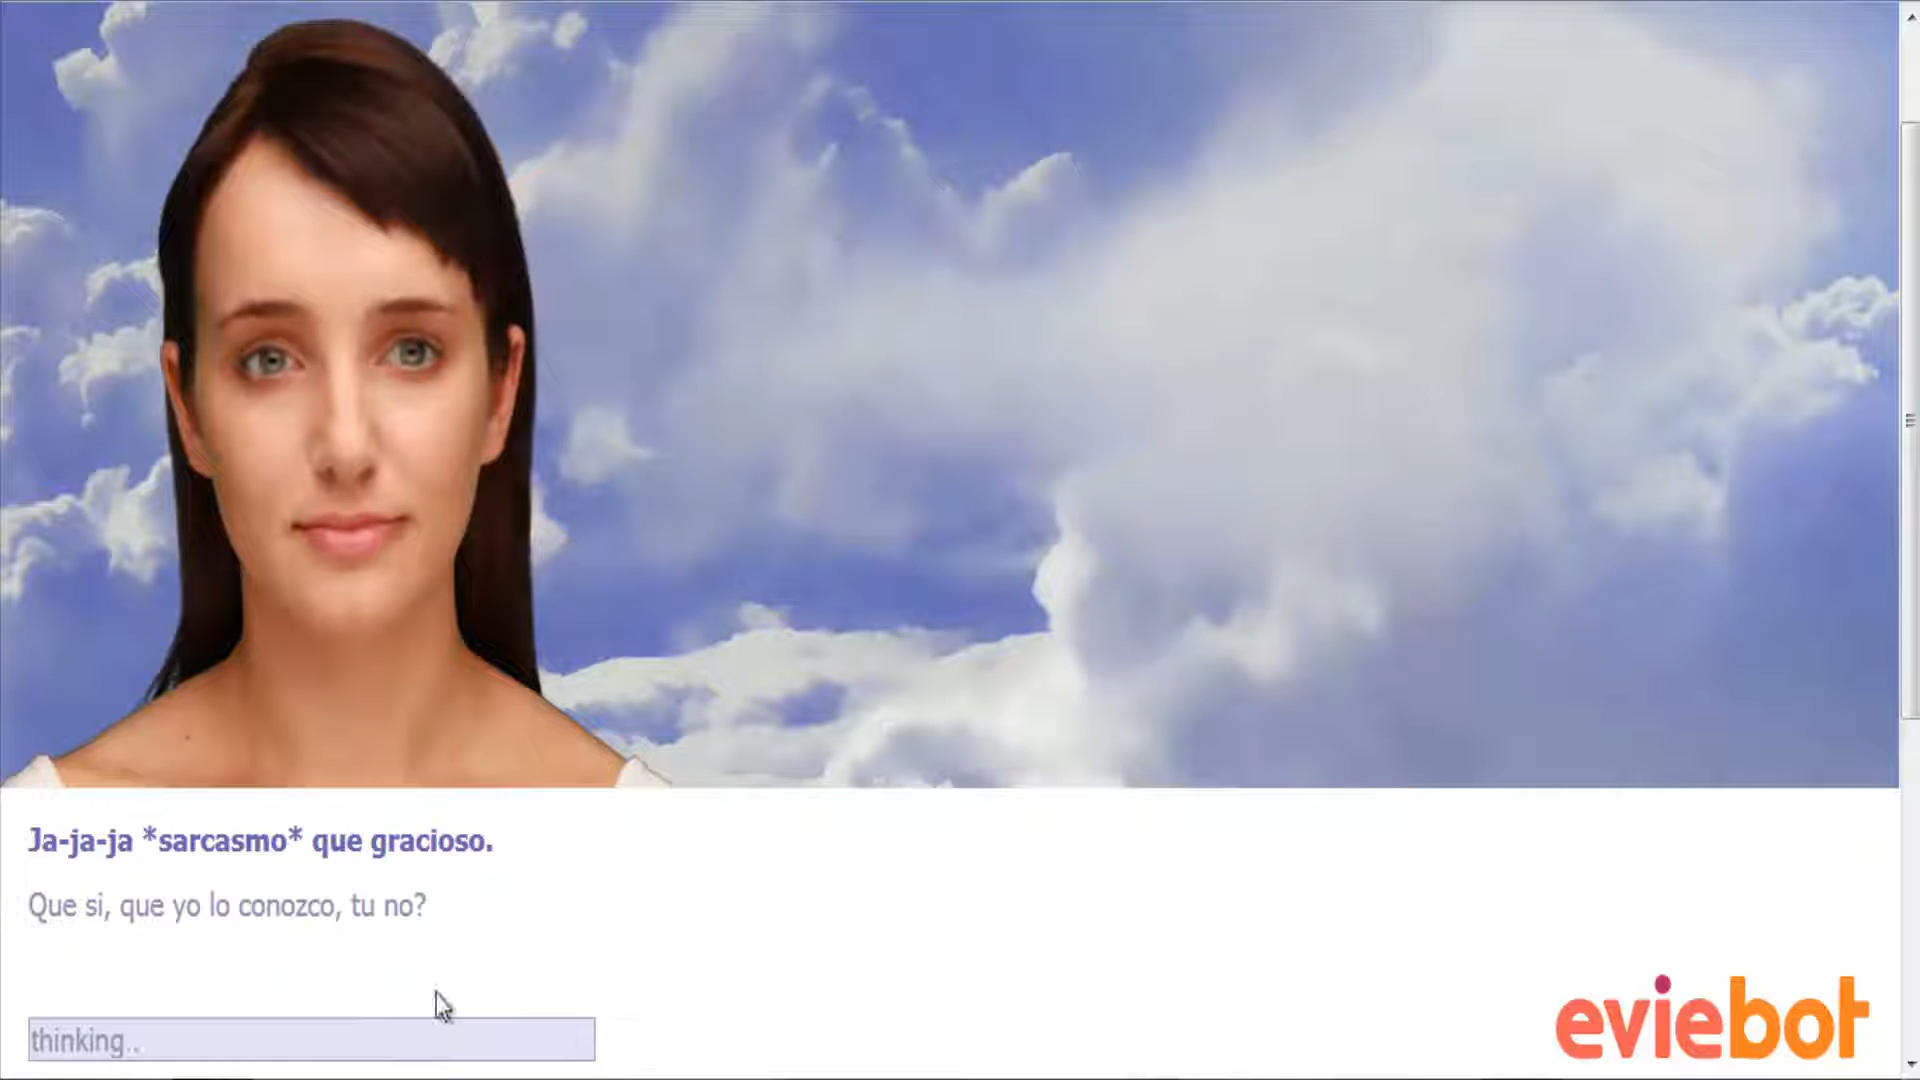 Ja-ja-ja *sarcasmo* que gracioso.
Que si, que yo lo conozco, tu no?
thinking..
eviebot